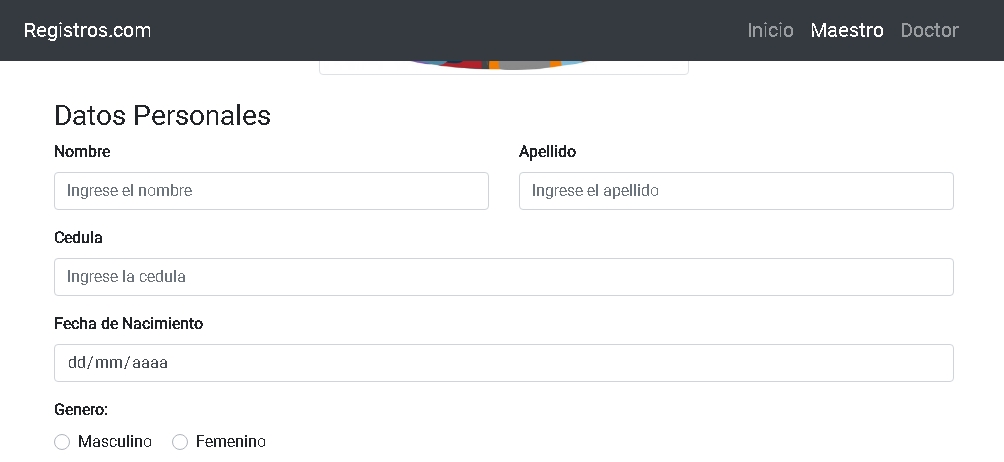 Registros.com Inicio Maestro Doctor
Datos Personales
Nombre Apellido
Ingrese el nombre Ingrese el apellido
Cedula
Ingrese la cedula
Fecha de Nacimiento
dd/mm/aaaa
Genero:
Masculino Femenino